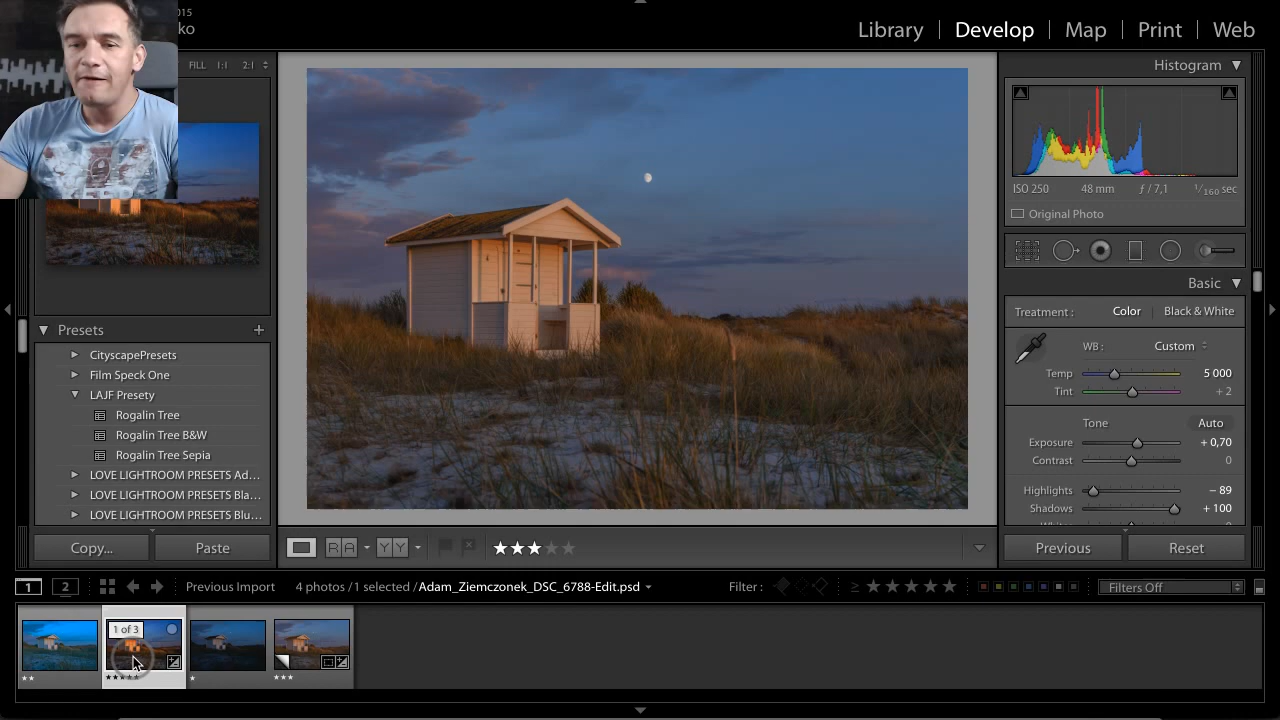 015
ko
Library | Develop | Map | Print | Web
FILL 1:1 2:1
Histogram
ISO 250 48 mm ƒ / 7,1 1/160 sec
Original Photo
Basic
Treatment : Color | Black & White
WB : Custom
Temp 5 000
Tint + 2
Tone Auto
Exposure + 0,70
Contrast 0
Highlights − 89
Shadows + 100
Presets +
CityscapePresets
Film Speck One
LAJF Presety
Rogalin Tree
Rogalin Tree B&W
Rogalin Tree Sepia
LOVE LIGHTROOM PRESETS Ad...
LOVE LIGHTROOM PRESETS Bla...
LOVE LIGHTROOM PRESETS Blu...
Copy... Paste
R A Y Y
Previous Reset
1 2 Previous Import 4 photos / 1 selected / Adam_Ziemczonek_DSC_6788-Edit.psd Filter : ≥ Filters Off
1 of 3